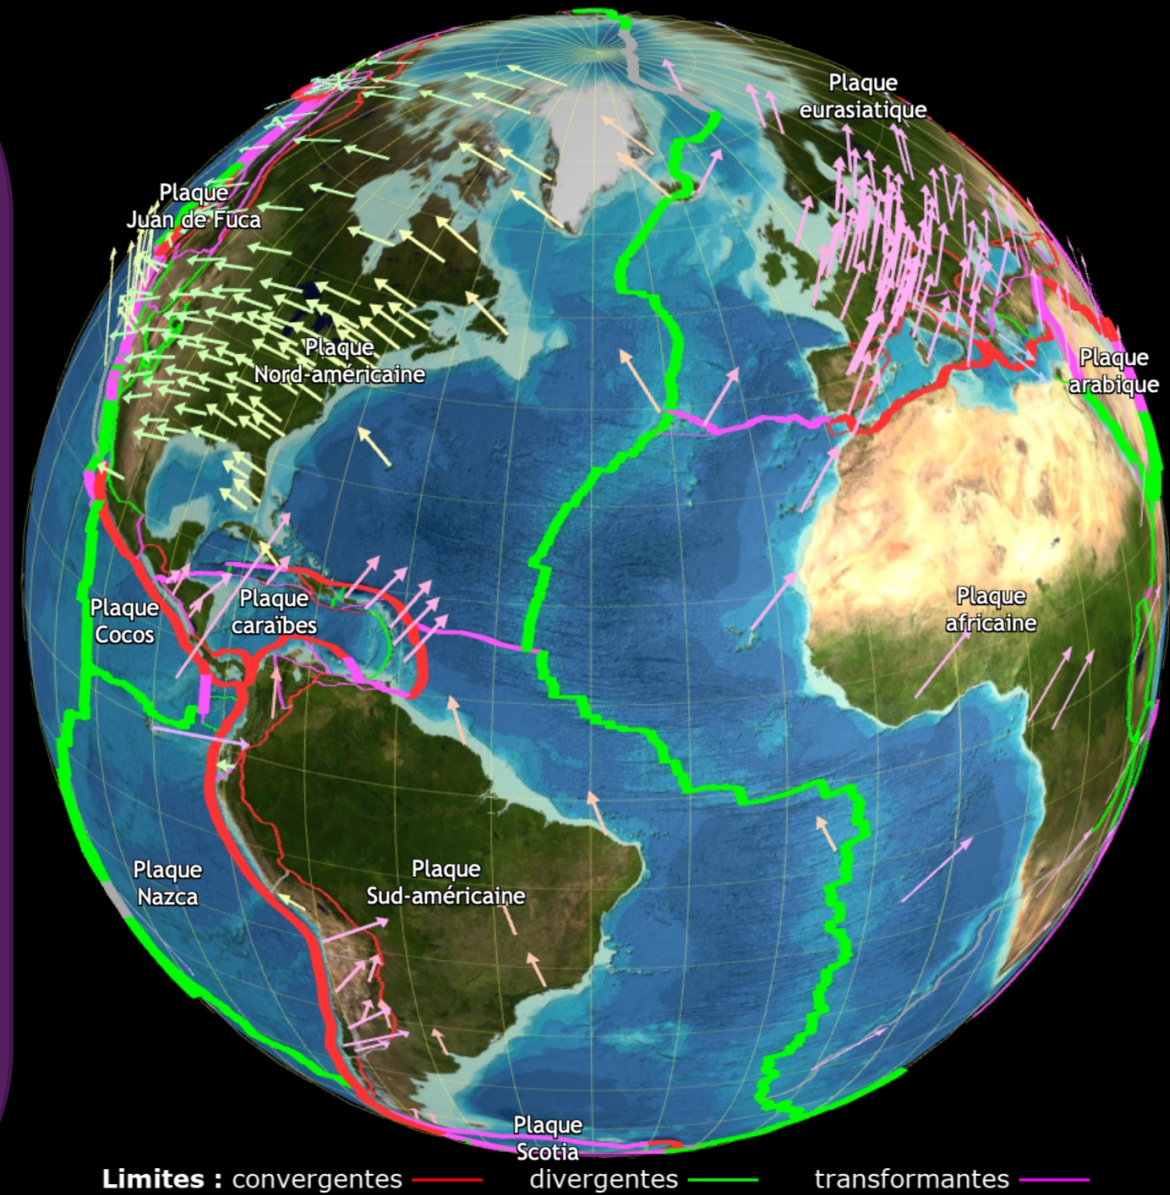 Plaque
eurasiatique
Plaque
Juan de Fuca
Plaque
Nord-américaine
Plaque
arabique
Plaque
Cocos
Plaque
caraïbes
Plaque
africaine
Plaque
Nazca
Plaque
Sud-américaine
Plaque
Scotia
Limites : convergentes divergentes transformantes